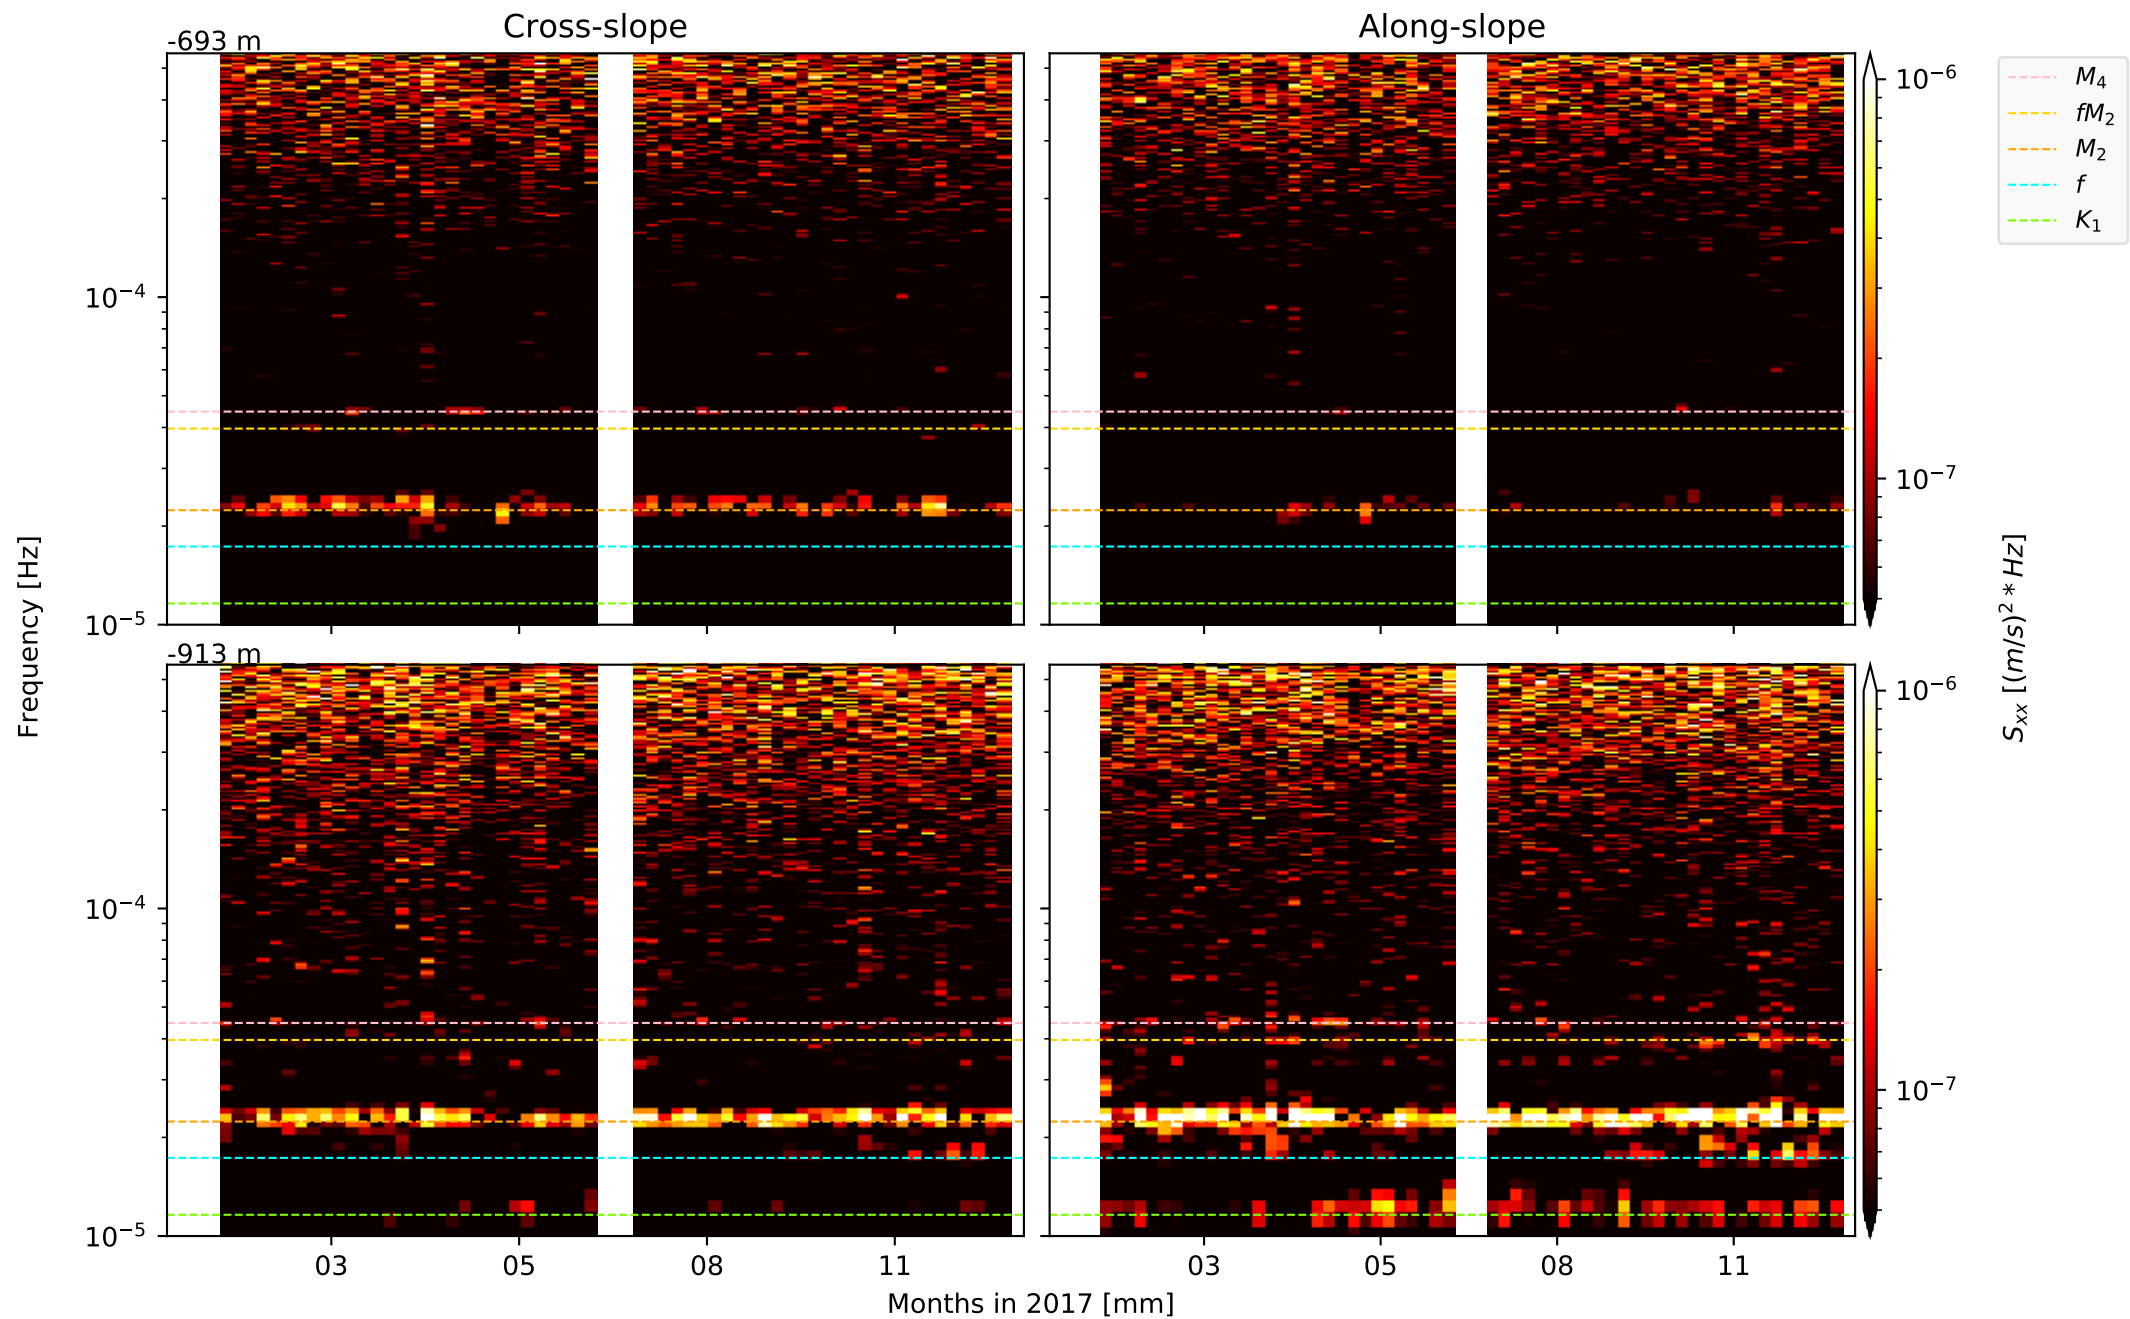 Cross-slope
Along-slope
-693 m
10⁻⁴
10⁻⁵
10⁻⁶
10⁻⁷
M₄
fM₂
M₂
f
K₁
Frequency [Hz]
Sₓₓ [(m/s)² * Hz]
-913 m
10⁻⁴
10⁻⁵
10⁻⁶
10⁻⁷
03 05 08 11
03 05 08 11
Months in 2017 [mm]